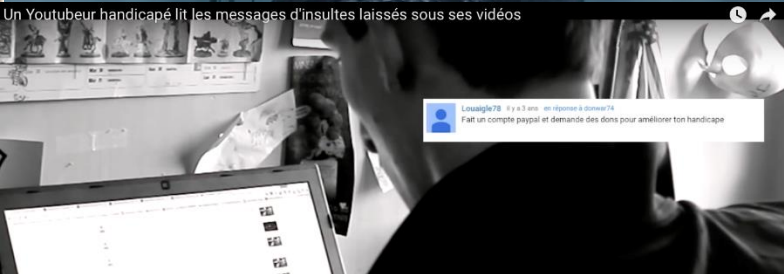 Un Youtubeur handicapé lit les messages d'insultes laissés sous ses vidéos
Louaigle78 il y a 3 ans en réponse à donwar74
Fait un compte paypal et demande des dons pour améliorer ton handicape